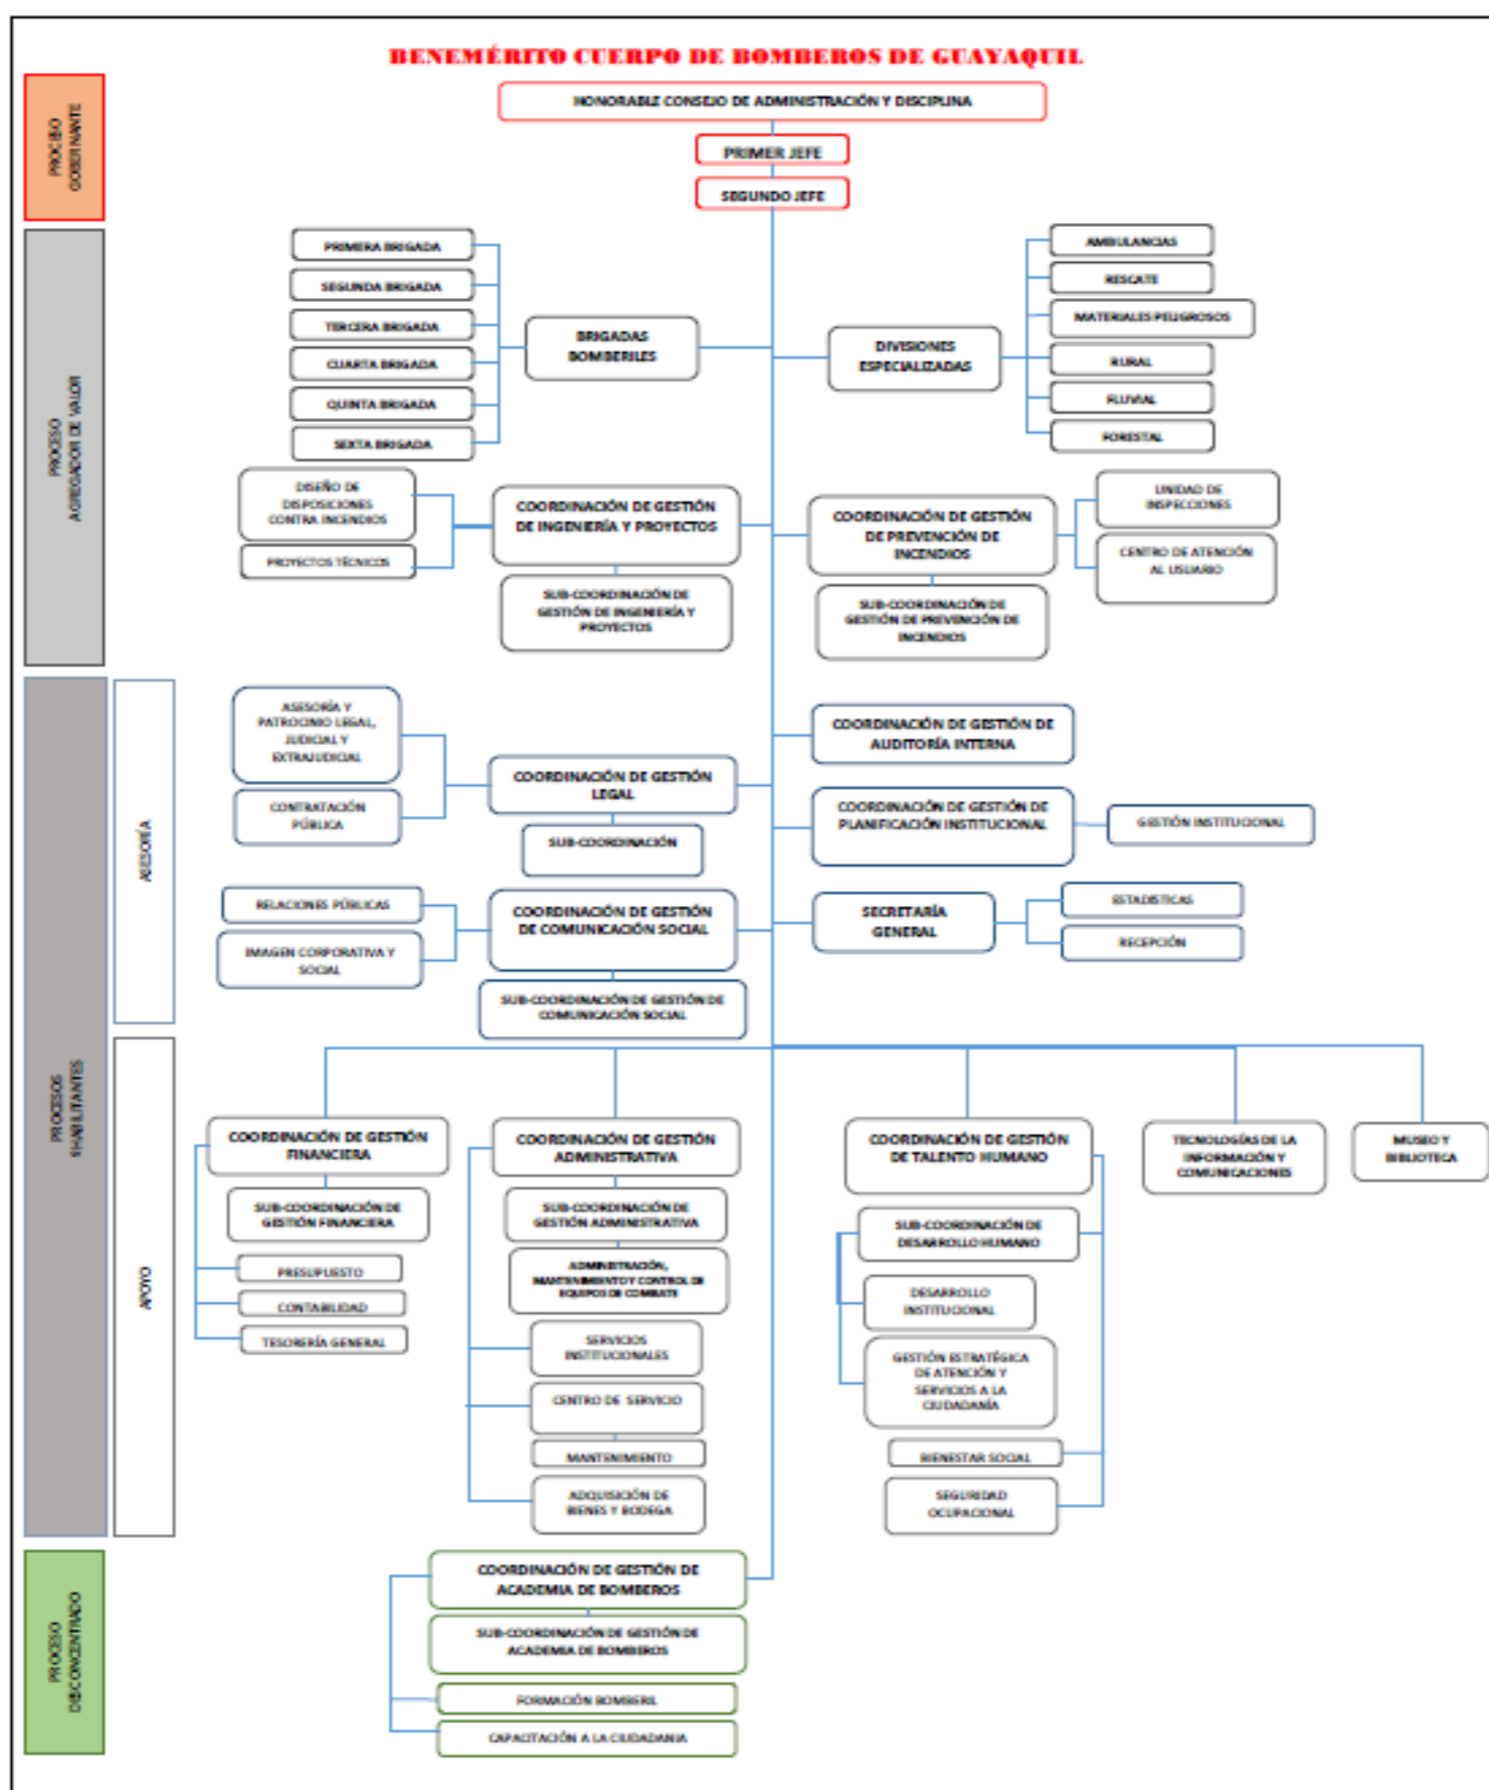 BENEMÉRITO CUERPO DE BOMBEROS DE GUAYAQUIL
PROCESO
GOBERNANTE
HONORABLE CONSEJO DE ADMINISTRACIÓN Y DISCIPLINA
PRIMER JEFE
SEGUNDO JEFE
PROCESO
AGREGADOR DE VALOR
PRIMERA BRIGADA
SEGUNDA BRIGADA
TERCERA BRIGADA
CUARTA BRIGADA
QUINTA BRIGADA
SEXTA BRIGADA
BRIGADAS
BOMBERILES
DIVISIONES
ESPECIALIZADAS
AMBULANCIAS
RESCATE
MATERIALES PELIGROSOS
RURAL
FLUVIAL
FORESTAL
DISEÑO DE
DISPOSICIONES
CONTRA INCENDIOS
PROYECTOS TÉCNICOS
COORDINACIÓN DE GESTIÓN
DE INGENIERÍA Y PROYECTOS
SUB-COORDINACIÓN DE
GESTIÓN DE INGENIERÍA Y
PROYECTOS
COORDINACIÓN DE GESTIÓN
DE PREVENCIÓN DE
INCENDIOS
SUB-COORDINACIÓN DE
GESTIÓN DE PREVENCIÓN DE
INCENDIOS
UNIDAD DE
INSPECCIONES
CENTRO DE ATENCIÓN
AL USUARIO
PROCESOS
HABILITANTES
ASESORÍA
ASESORÍA Y
PATROCINIO LEGAL,
JUDICIAL Y
EXTRAJUDICIAL
CONTRATACIÓN
PÚBLICA
COORDINACIÓN DE GESTIÓN
LEGAL
SUB-COORDINACIÓN
COORDINACIÓN DE GESTIÓN DE
AUDITORÍA INTERNA
COORDINACIÓN DE GESTIÓN DE
PLANIFICACIÓN INSTITUCIONAL
GESTIÓN INSTITUCIONAL
RELACIONES PÚBLICAS
IMAGEN CORPORATIVA Y
SOCIAL
COORDINACIÓN DE GESTIÓN
DE COMUNICACIÓN SOCIAL
SUB-COORDINACIÓN DE GESTIÓN DE
COMUNICACIÓN SOCIAL
SECRETARÍA
GENERAL
ESTADISTICAS
RECEPCIÓN
APOYO
COORDINACIÓN DE GESTIÓN
FINANCIERA
SUB-COORDINACIÓN DE
GESTIÓN FINANCIERA
PRESUPUESTO
CONTABILIDAD
TESORERÍA GENERAL
COORDINACIÓN DE GESTIÓN
ADMINISTRATIVA
SUB-COORDINACIÓN DE
GESTIÓN ADMINISTRATIVA
ADMINISTRACIÓN,
MANTENIMIENTO Y CONTROL DE
EQUIPOS DE COMBATE
SERVICIOS
INSTITUCIONALES
CENTRO DE SERVICIO
MANTENIMIENTO
ADQUISICIÓN DE
BIENES Y BODEGA
COORDINACIÓN DE GESTIÓN
DE TALENTO HUMANO
SUB-COORDINACIÓN DE
DESARROLLO HUMANO
DESARROLLO
INSTITUCIONAL
GESTIÓN ESTRATÉGICA
DE ATENCIÓN Y
SERVICIOS A LA
CIUDADANÍA
BIENESTAR SOCIAL
SEGURIDAD
OCUPACIONAL
TECNOLOGÍAS DE LA
INFORMACIÓN Y
COMUNICACIONES
MUSEO Y
BIBLIOTECA
PROCESO
DESCONCENTRADO
COORDINACIÓN DE GESTIÓN DE
ACADEMIA DE BOMBEROS
SUB-COORDINACIÓN DE GESTIÓN DE
ACADEMIA DE BOMBEROS
FORMACIÓN BOMBERIL
CAPACITACIÓN A LA CIUDADANIA